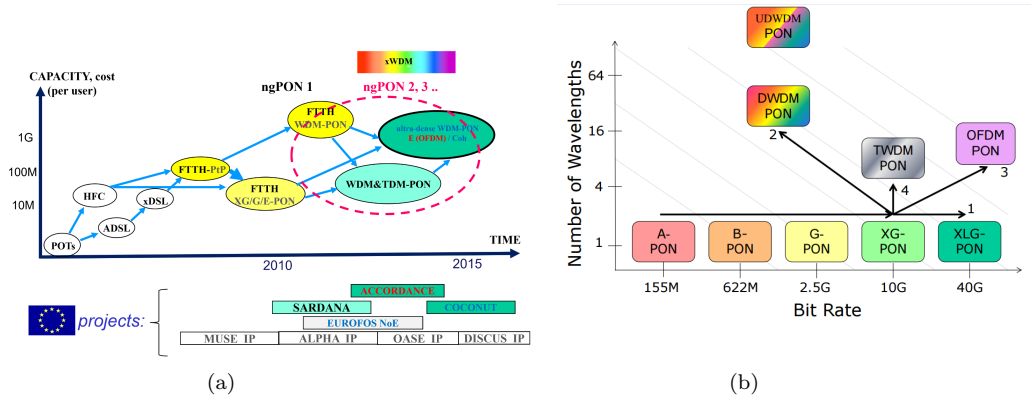 xWDM
CAPACITY, cost
(per user)
ngPON 1
ngPON 2, 3 ..
1G
100M
10M
FTTH
WDM-PON
ultra-dense WDM-PON
£ (OFDM) / Coh
FTTH-PtP
WDM&TDM-PON
HFC
xDSL
FTTH
XG/G/E-PON
ADSL
POTs
TIME
2010
2015
projects:
ACCORDANCE
SARDANA
COCONUT
EUROFOS NoE
MUSE IP
ALPHA IP
OASE IP
DISCUS IP
(a)
UDWDM
PON
Number of Wavelengths
64
16
4
1
DWDM
PON
2
TWDM
PON
4
OFDM
PON
3
1
A-
PON
B-
PON
G-
PON
XG-
PON
XLG-
PON
155M
622M
2.5G
10G
40G
Bit Rate
(b)